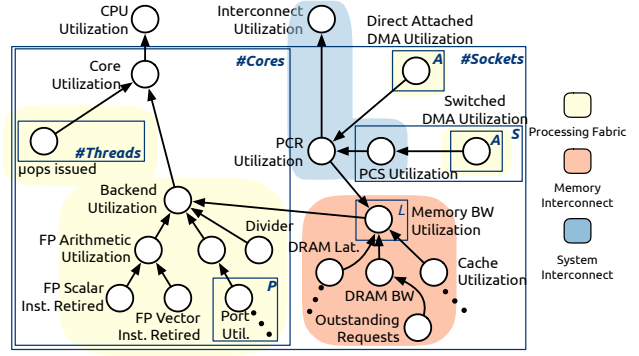 CPU
Utilization
Interconnect
Utilization
Direct Attached
DMA Utilization
#Cores
#Sockets
Core
Utilization
A
Switched
DMA Utilization
A
S
Processing Fabric
#Threads
μops issued
PCR
Utilization
PCS Utilization
Memory
Interconnect
Backend
Utilization
L
Memory BW
Utilization
Divider
FP Arithmetic
Utilization
DRAM Lat.
Cache
Utilization
System
Interconnect
FP Scalar
Inst. Retired
FP Vector
Inst. Retired
P
Port
Util.
DRAM BW
Outstanding
Requests